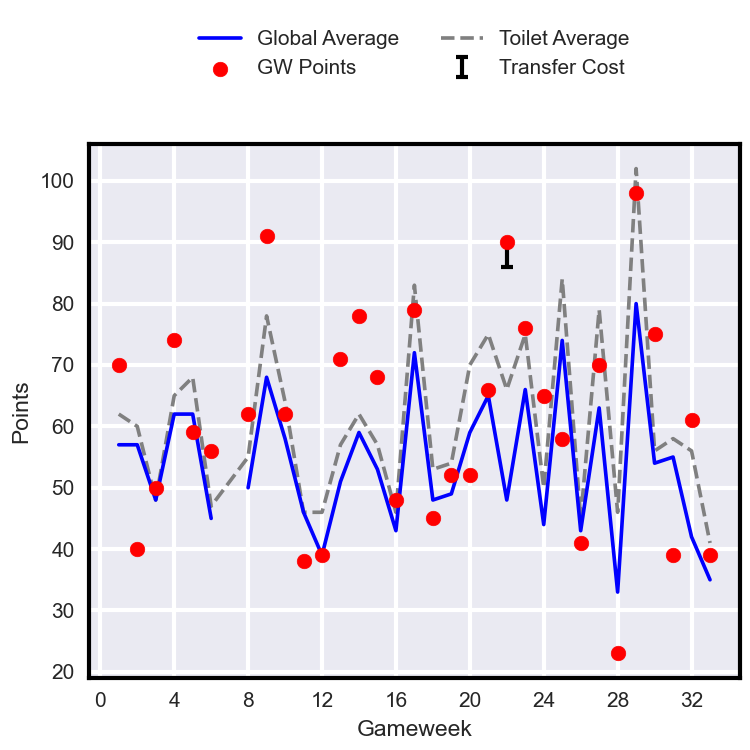 Global Average
Toilet Average
GW Points
Transfer Cost
100
90
80
70
60
50
40
30
20
Points
0 4 8 12 16 20 24 28 32
Gameweek